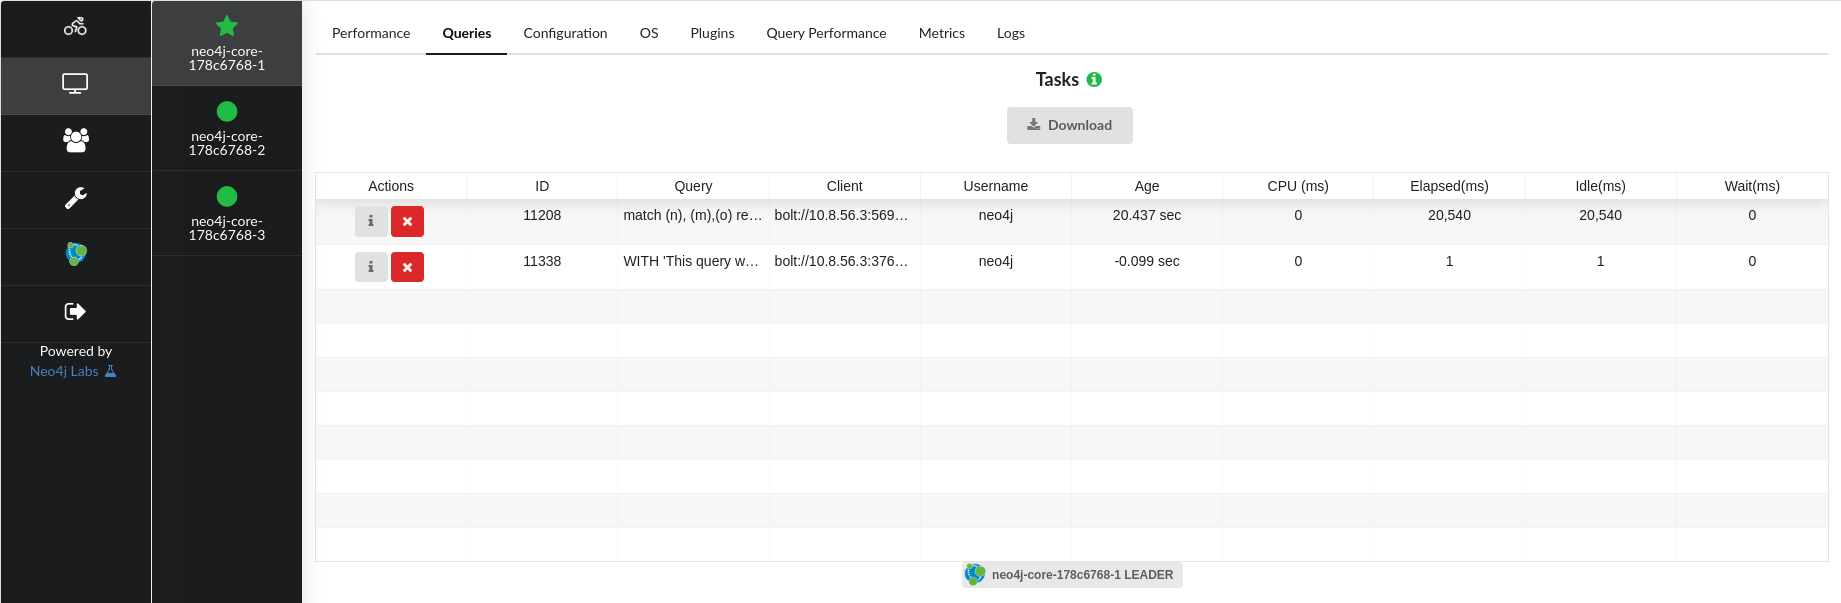 neo4j-core-
178c6768-1
neo4j-core-
178c6768-2
neo4j-core-
178c6768-3
Powered by
Neo4j Labs
Performance Queries Configuration OS Plugins Query Performance Metrics Logs
Tasks
Download
Actions ID Query Client Username Age CPU (ms) Elapsed(ms) Idle(ms) Wait(ms)
11208 match (n), (m),(o) re... bolt://10.8.56.3:569... neo4j 20.437 sec 0 20,540 20,540 0
11338 WITH 'This query w... bolt://10.8.56.3:376... neo4j -0.099 sec 0 1 1 0
neo4j-core-178c6768-1 LEADER